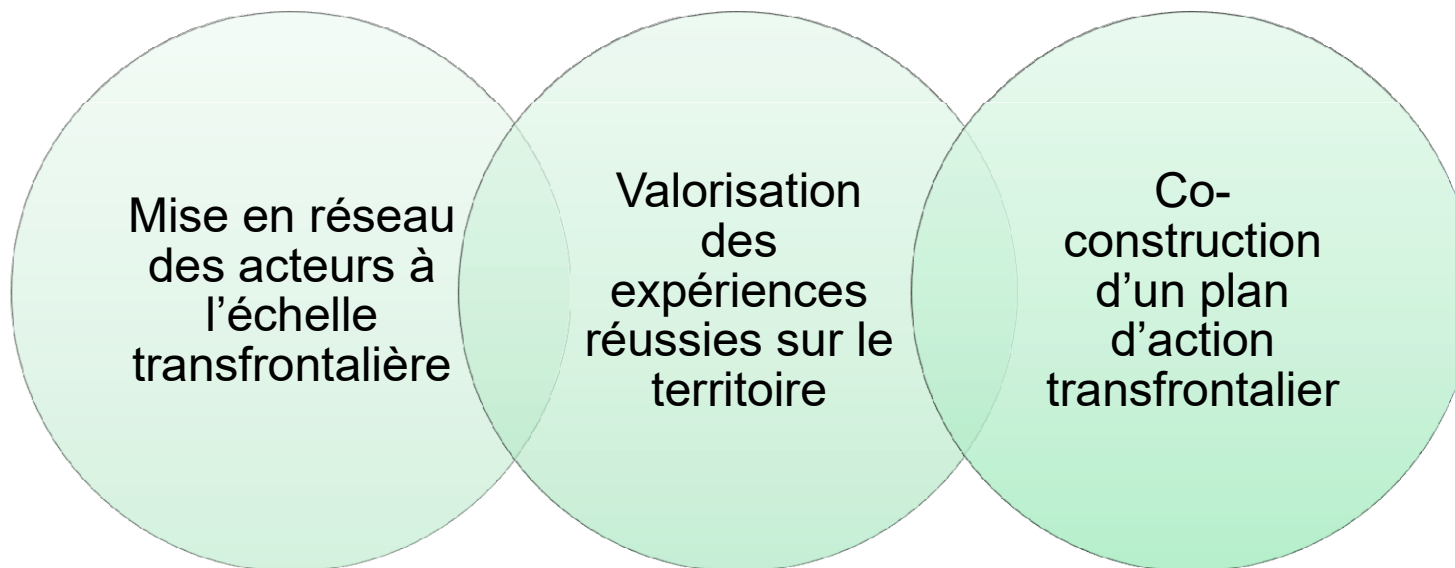 Mise en réseau
des acteurs à
l’échelle
transfrontalière
Valorisation
des
expériences
réussies sur le
territoire
Co-
construction
d’un plan
d’action
transfrontalier